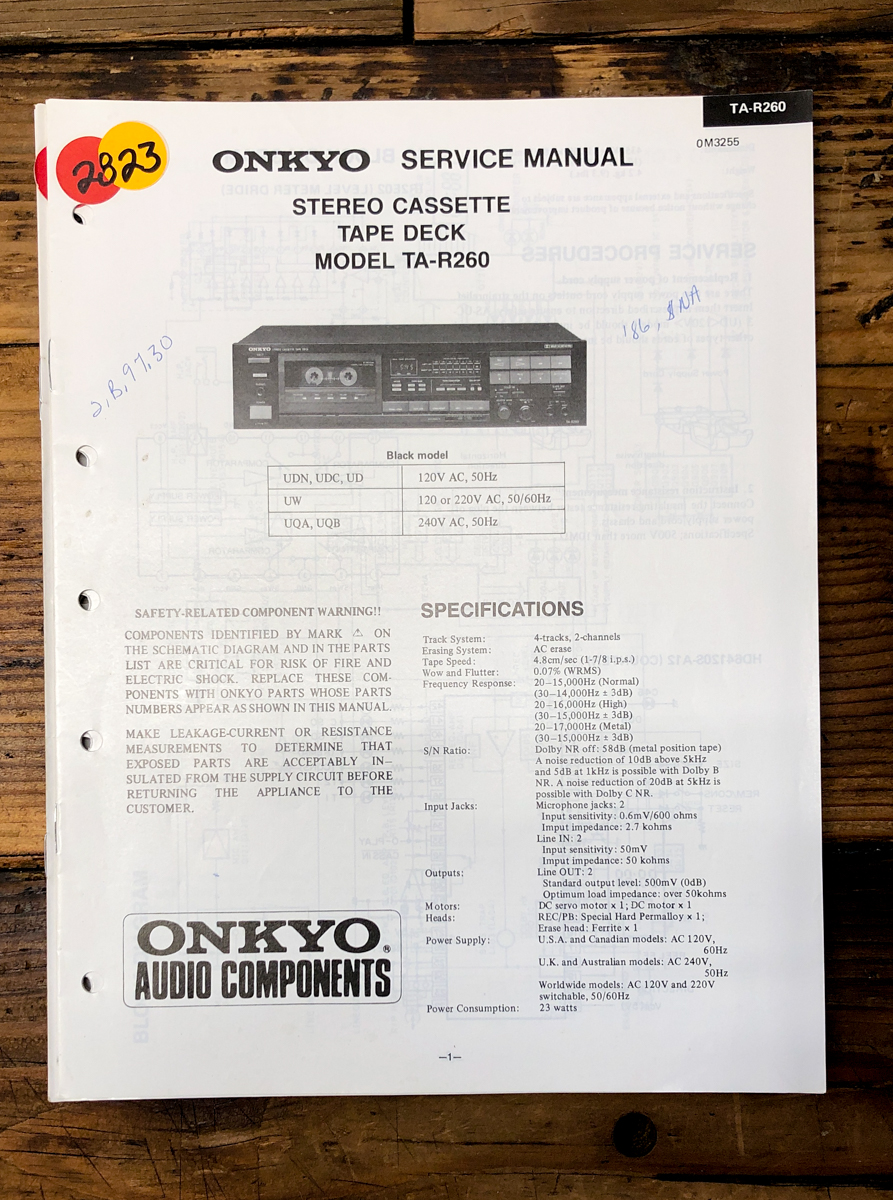 TA-R260
OM3255
2823
ONKYO SERVICE MANUAL
STEREO CASSETTE
TAPE DECK
MODEL TA-R260
2,B,97,30
186, $NA
ONKYO
Black model
UDN, UDC, UD 120V AC, 50Hz
UW 120 or 220V AC, 50/60Hz
UQA, UQB 240V AC, 50Hz
SAFETY-RELATED COMPONENT WARNING!!
COMPONENTS IDENTIFIED BY MARK ⚠ ON
THE SCHEMATIC DIAGRAM AND IN THE PARTS
LIST ARE CRITICAL FOR RISK OF FIRE AND
ELECTRIC SHOCK. REPLACE THESE COM-
PONENTS WITH ONKYO PARTS WHOSE PARTS
NUMBERS APPEAR AS SHOWN IN THIS MANUAL.
MAKE LEAKAGE-CURRENT OR RESISTANCE
MEASUREMENTS TO DETERMINE THAT
EXPOSED PARTS ARE ACCEPTABLY IN-
SULATED FROM THE SUPPLY CIRCUIT BEFORE
RETURNING THE APPLIANCE TO THE
CUSTOMER.
ONKYO®
AUDIO COMPONENTS
SPECIFICATIONS
Track System: 4-tracks, 2-channels
Erasing System: AC erase
Tape Speed: 4.8cm/sec (1-7/8 i.p.s.)
Wow and Flutter: 0.07% (WRMS)
Frequency Response: 20–15,000Hz (Normal)
(30–14,000Hz ± 3dB)
20–16,000Hz (High)
(30–15,000Hz ± 3dB)
20–17,000Hz (Metal)
(30–15,000Hz ± 3dB)
S/N Ratio: Dolby NR off: 58dB (metal position tape)
A noise reduction of 10dB above 5kHz
and 5dB at 1kHz is possible with Dolby B
NR. A noise reduction of 20dB at 5kHz is
possible with Dolby C NR.
Input Jacks: Microphone jacks: 2
Input sensitivity: 0.6mV/600 ohms
Imput impedance: 2.7 kohms
Line IN: 2
Input sensitivity: 50mV
Imput impedance: 50 kohms
Outputs: Line OUT: 2
Standard output level: 500mV (0dB)
Optimum load impedance: over 50kohms
Motors: DC servo motor x 1; DC motor x 1
Heads: REC/PB: Special Hard Permalloy x 1;
Erase head: Ferrite x 1
Power Supply: U.S.A. and Canadian models: AC 120V,
60Hz
U.K. and Australian models: AC 240V,
50Hz
Worldwide models: AC 120V and 220V
switchable, 50/60Hz
Power Consumption: 23 watts
–1–